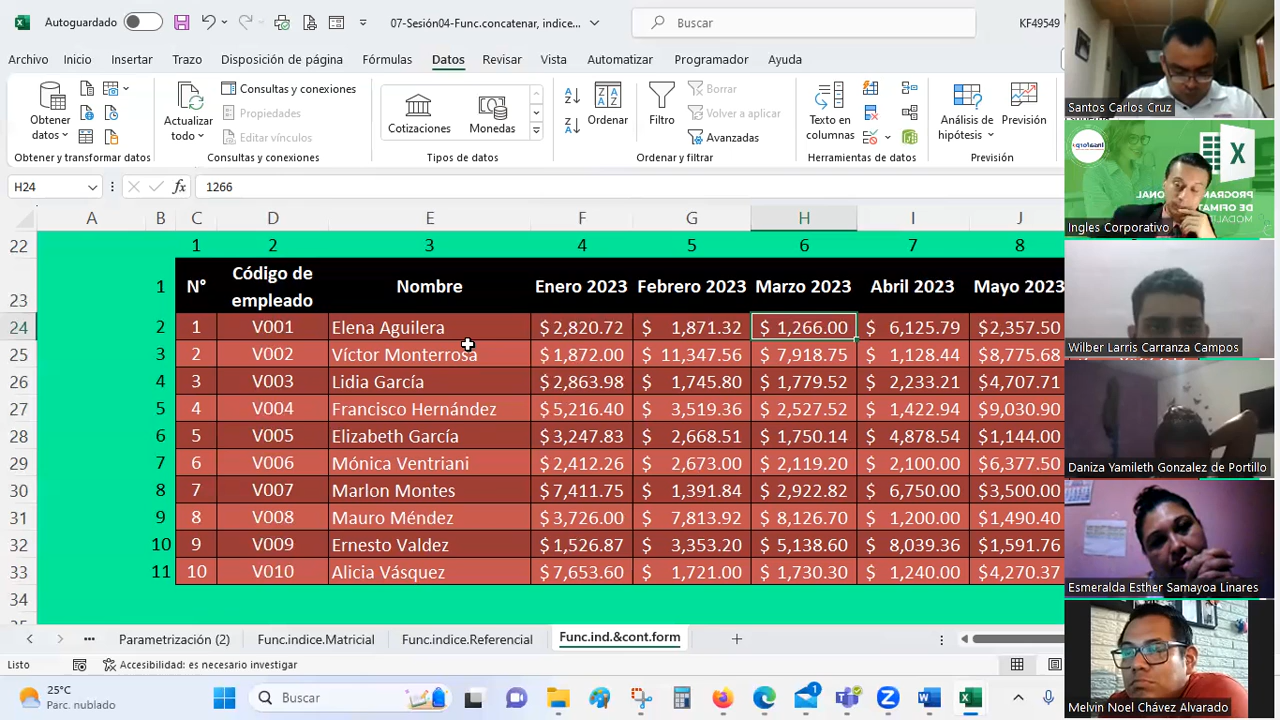 Autoguardado
07-Sesión04-Func.concatenar, indice...
Buscar
KF49549
Archivo Inicio Insertar Trazo Disposición de página Fórmulas Datos Revisar Vista Automatizar Programador Ayuda
Obtener datos
Actualizar todo
Consultas y conexiones
Propiedades
Editar vínculos
Cotizaciones
Monedas
Ordenar
Filtro
Borrar
Volver a aplicar
Avanzadas
Texto en columnas
Análisis de hipótesis
Previsión
Obtener y transformar datos
Consultas y conexiones
Tipos de datos
Ordenar y filtrar
Herramientas de datos
Previsión
H24
1266
A B C D E F G H I J
22 1 2 3 4 5 6 7 8
23 1 N° Código de empleado Nombre Enero 2023 Febrero 2023 Marzo 2023 Abril 2023 Mayo 2023
24 2 1 V001 Elena Aguilera $ 2,820.72 $ 1,871.32 $ 1,266.00 $ 6,125.79 $2,357.50
25 3 2 V002 Víctor Monterrosa $ 1,872.00 $ 11,347.56 $ 7,918.75 $ 1,128.44 $8,775.68
26 4 3 V003 Lidia García $ 2,863.98 $ 1,745.80 $ 1,779.52 $ 2,233.21 $4,707.71
27 5 4 V004 Francisco Hernández $ 5,216.40 $ 3,519.36 $ 2,527.52 $ 1,422.94 $9,030.90
28 6 5 V005 Elizabeth García $ 3,247.83 $ 2,668.51 $ 1,750.14 $ 4,878.54 $1,144.00
29 7 6 V006 Mónica Ventriani $ 2,412.26 $ 2,673.00 $ 2,119.20 $ 2,100.00 $6,377.50
30 8 7 V007 Marlon Montes $ 7,411.75 $ 1,391.84 $ 2,922.82 $ 6,750.00 $3,500.00
31 9 8 V008 Mauro Méndez $ 3,726.00 $ 7,813.92 $ 8,126.70 $ 1,200.00 $1,490.40
32 10 9 V009 Ernesto Valdez $ 1,526.87 $ 3,353.20 $ 5,138.60 $ 8,039.36 $1,591.76
33 11 10 V010 Alicia Vásquez $ 7,653.60 $ 1,721.00 $ 1,730.30 $ 1,240.00 $4,270.37
34
Parametrización (2) Func.indice.Matricial Func.indice.Referencial Func.ind.&cont.form
Listo
Accesibilidad: es necesario investigar
25°C
Parc. nublado
Buscar
Santos Carlos Cruz
Ingles Corporativo
Wilber Larris Carranza Campos
Daniza Yamileth Gonzalez de Portillo
Esmeralda Esther Samayoa Linares
Melvin Noel Chávez Alvarado